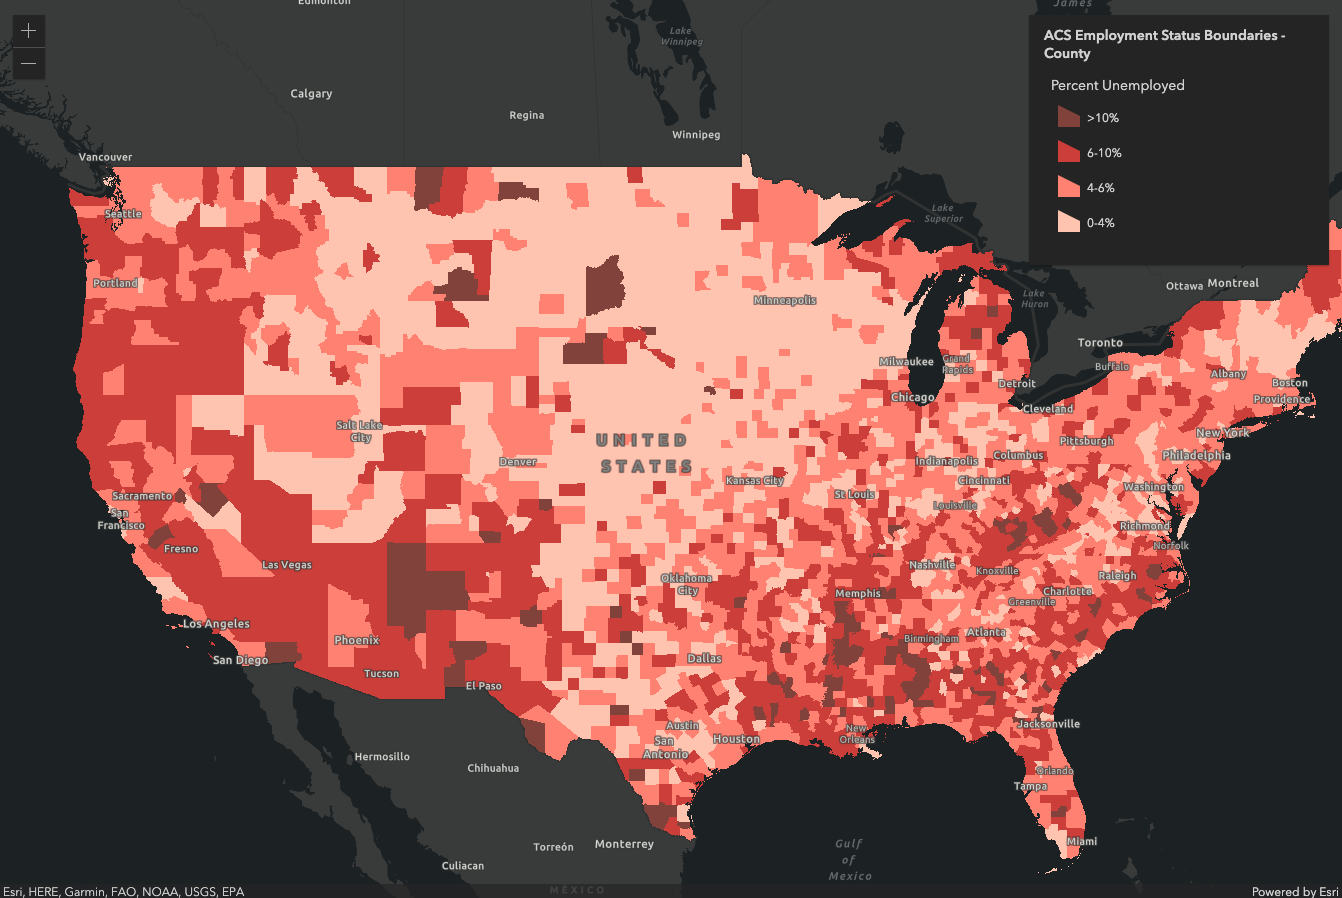 Edmonton
James
+
−
Lake
Winnipeg
ACS Employment Status Boundaries -
County
Percent Unemployed
>10%
6-10%
4-6%
0-4%
Calgary
Regina
Winnipeg
Vancouver
Seattle
Lake
Superior
Portland
Ottawa
Montreal
Minneapolis
Lake
Huron
Toronto
Milwaukee
Grand
Rapids
Buffalo
Albany
Detroit
Boston
Chicago
Providence
Cleveland
Salt Lake
City
New York
UNITED
STATES
Pittsburgh
Philadelphia
Denver
Indianapolis
Columbus
Kansas City
Cincinnati
Washington
Sacramento
St Louis
Louisville
San
Francisco
Richmond
Norfolk
Fresno
Las Vegas
Nashville
Knoxville
Raleigh
Oklahoma
City
Memphis
Charlotte
Greenville
Los Angeles
Phoenix
Birmingham
Atlanta
San Diego
Dallas
Tucson
El Paso
Austin
Jacksonville
San
Antonio
Houston
New
Orleans
Hermosillo
Chihuahua
Orlando
Tampa
Torreón
Monterrey
Gulf
of
Mexico
Miami
Culiacan
MÉXICO
Esri, HERE, Garmin, FAO, NOAA, USGS, EPA
Powered by Esri